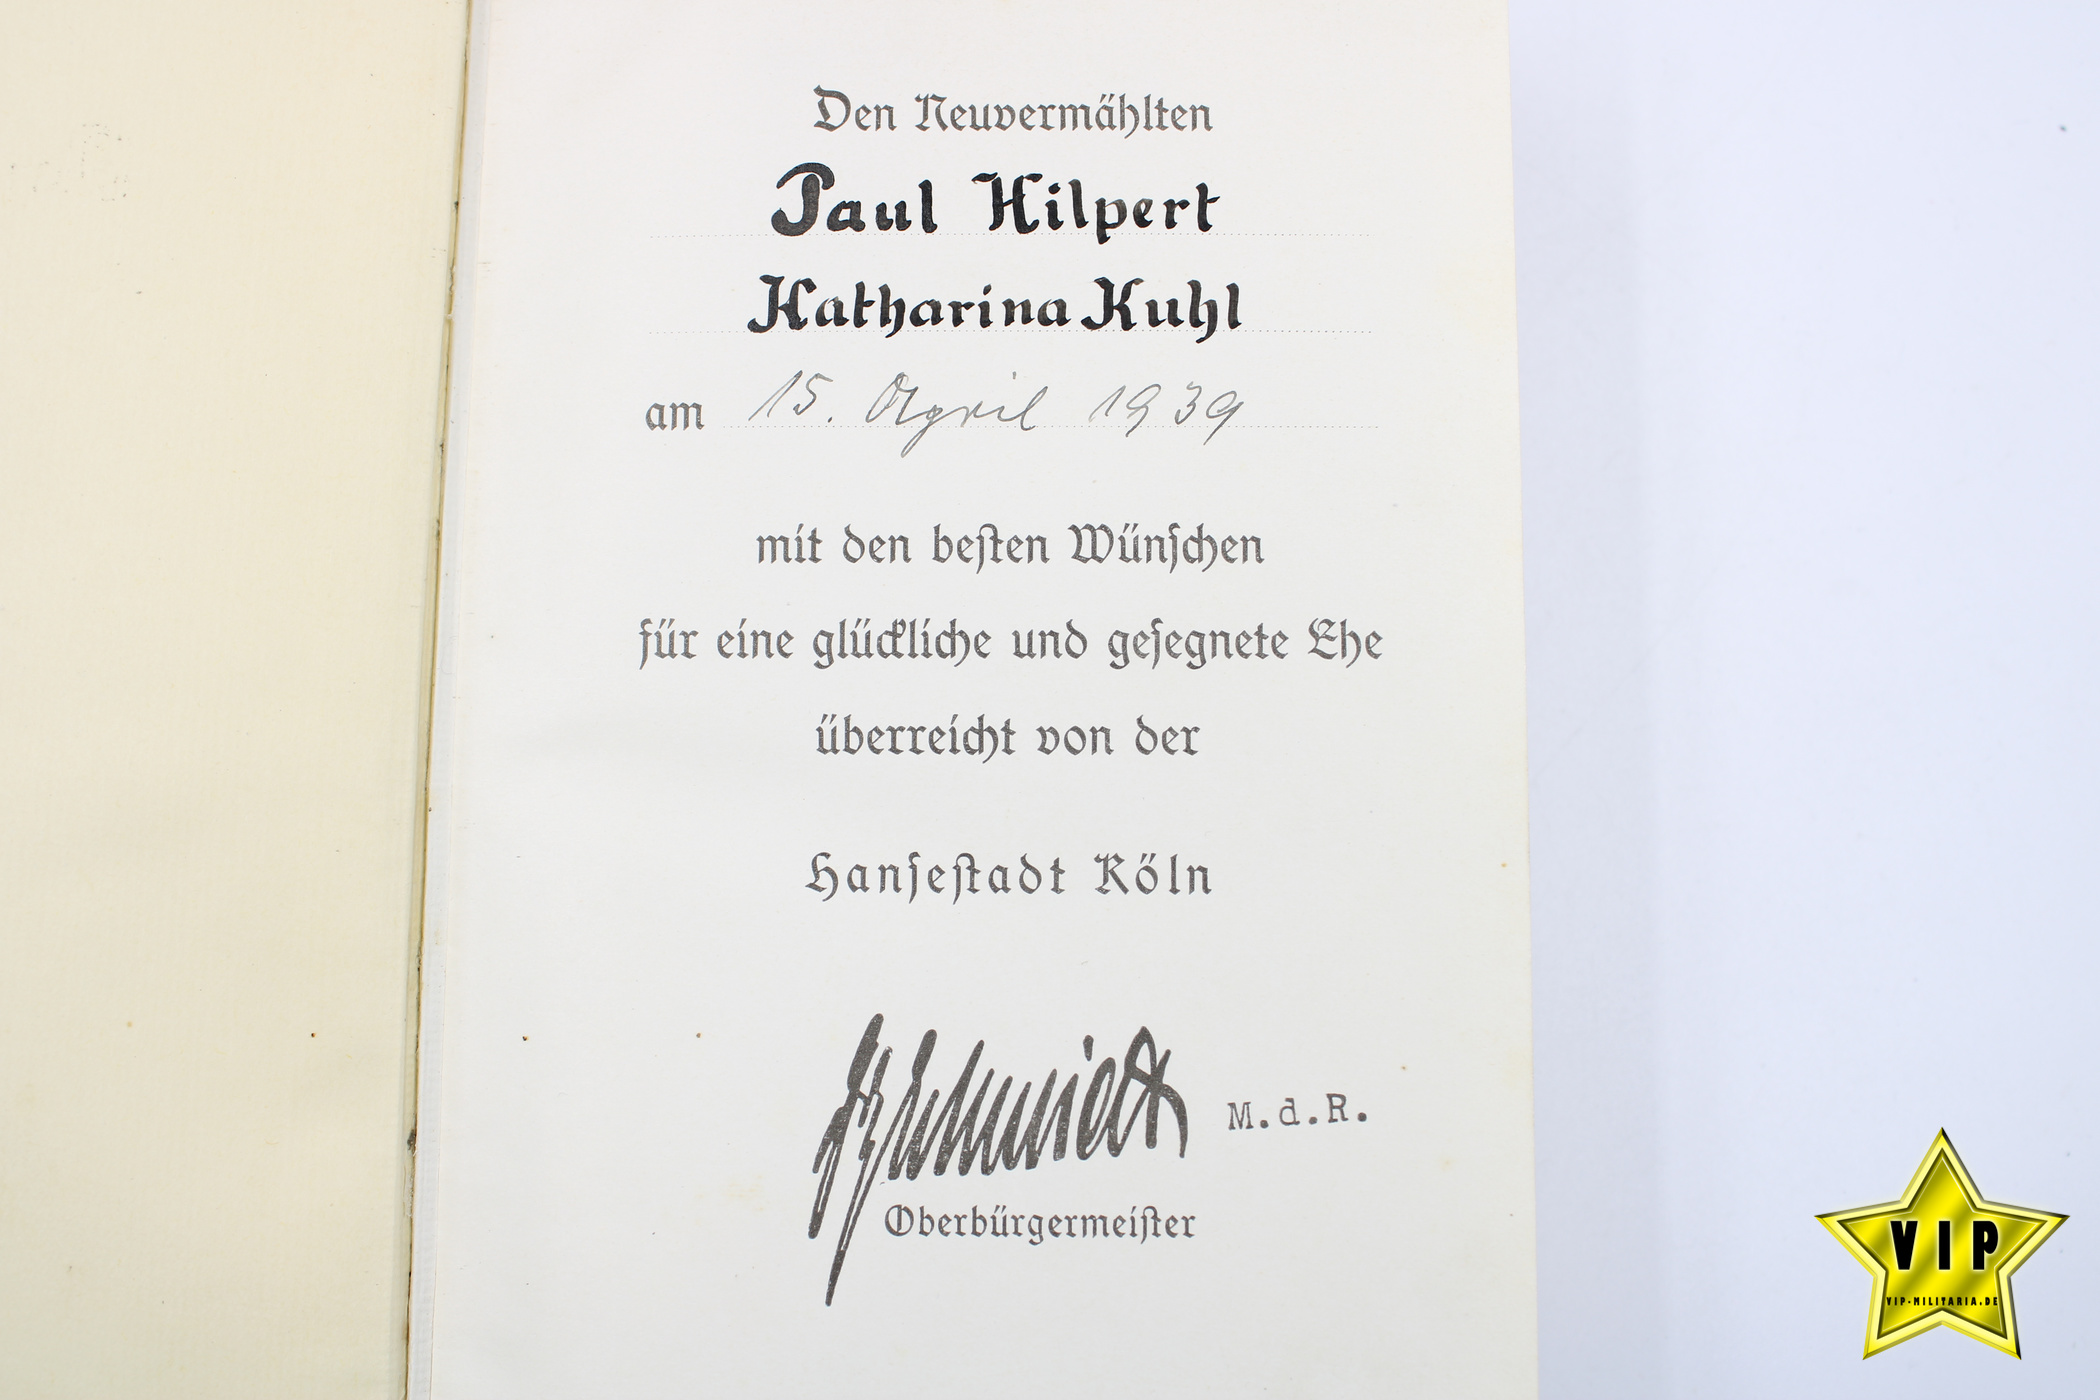 Den Neuvermählten
Paul Hilpert
Katharina Kuhl
am 15. April 1939
mit den besten Wünschen
für eine glückliche und gesegnete Ehe
überreicht von der
Hansestadt Köln
Schmidt M.d.R.
Oberbürgermeister
VIP
VIP-MILITARIA.DE